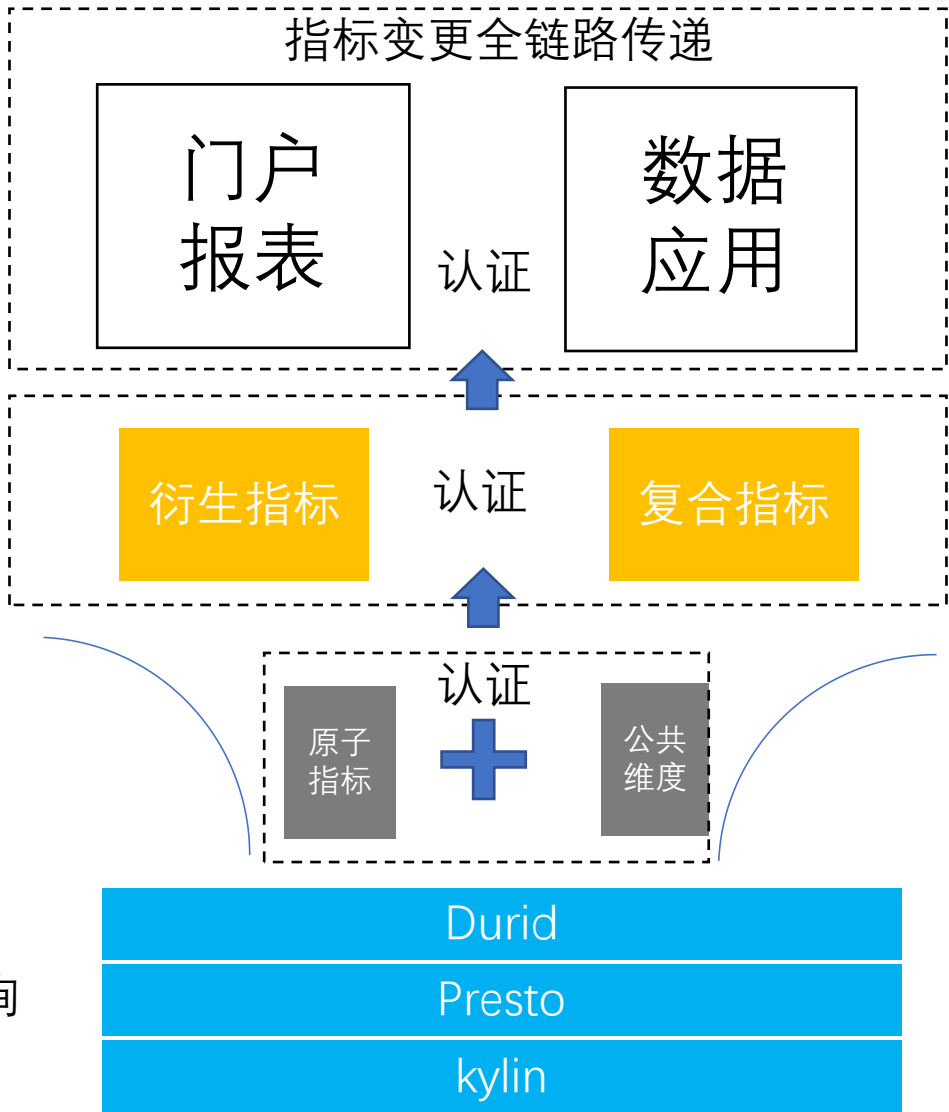 指标变更全链路传递
门户
报表
认证
数据
应用
衍生指标
认证
复合指标
认证
原子
指标
公共
维度
Durid
Presto
kylin